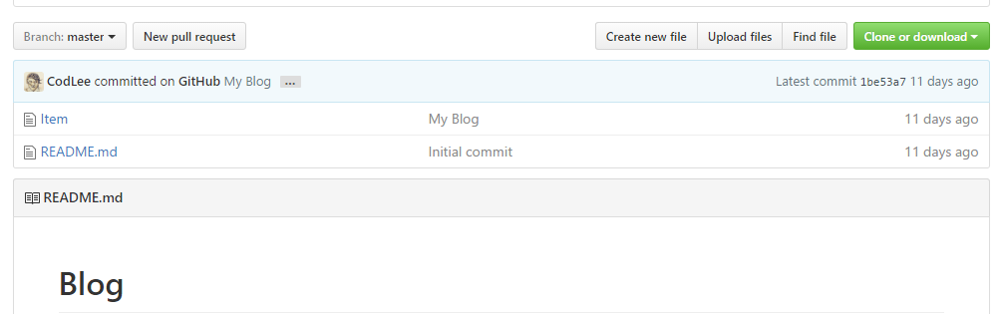 Branch: master New pull request Create new file Upload files Find file Clone or download
CodLee committed on GitHub My Blog … Latest commit 1be53a7 11 days ago
Item My Blog 11 days ago
README.md Initial commit 11 days ago
README.md
Blog